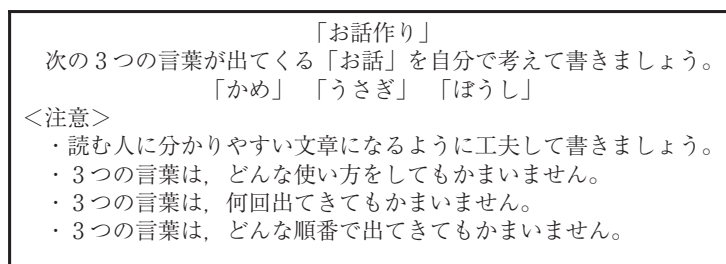 「お話作り」
次の3つの言葉が出てくる「お話」を自分で考えて書きましょう。
「かめ」 「うさぎ」 「ぼうし」
<注意>
・読む人に分かりやすい文章になるように工夫して書きましょう。
・3つの言葉は，どんな使い方をしてもかまいません。
・3つの言葉は，何回出てきてもかまいません。
・3つの言葉は，どんな順番で出てきてもかまいません。